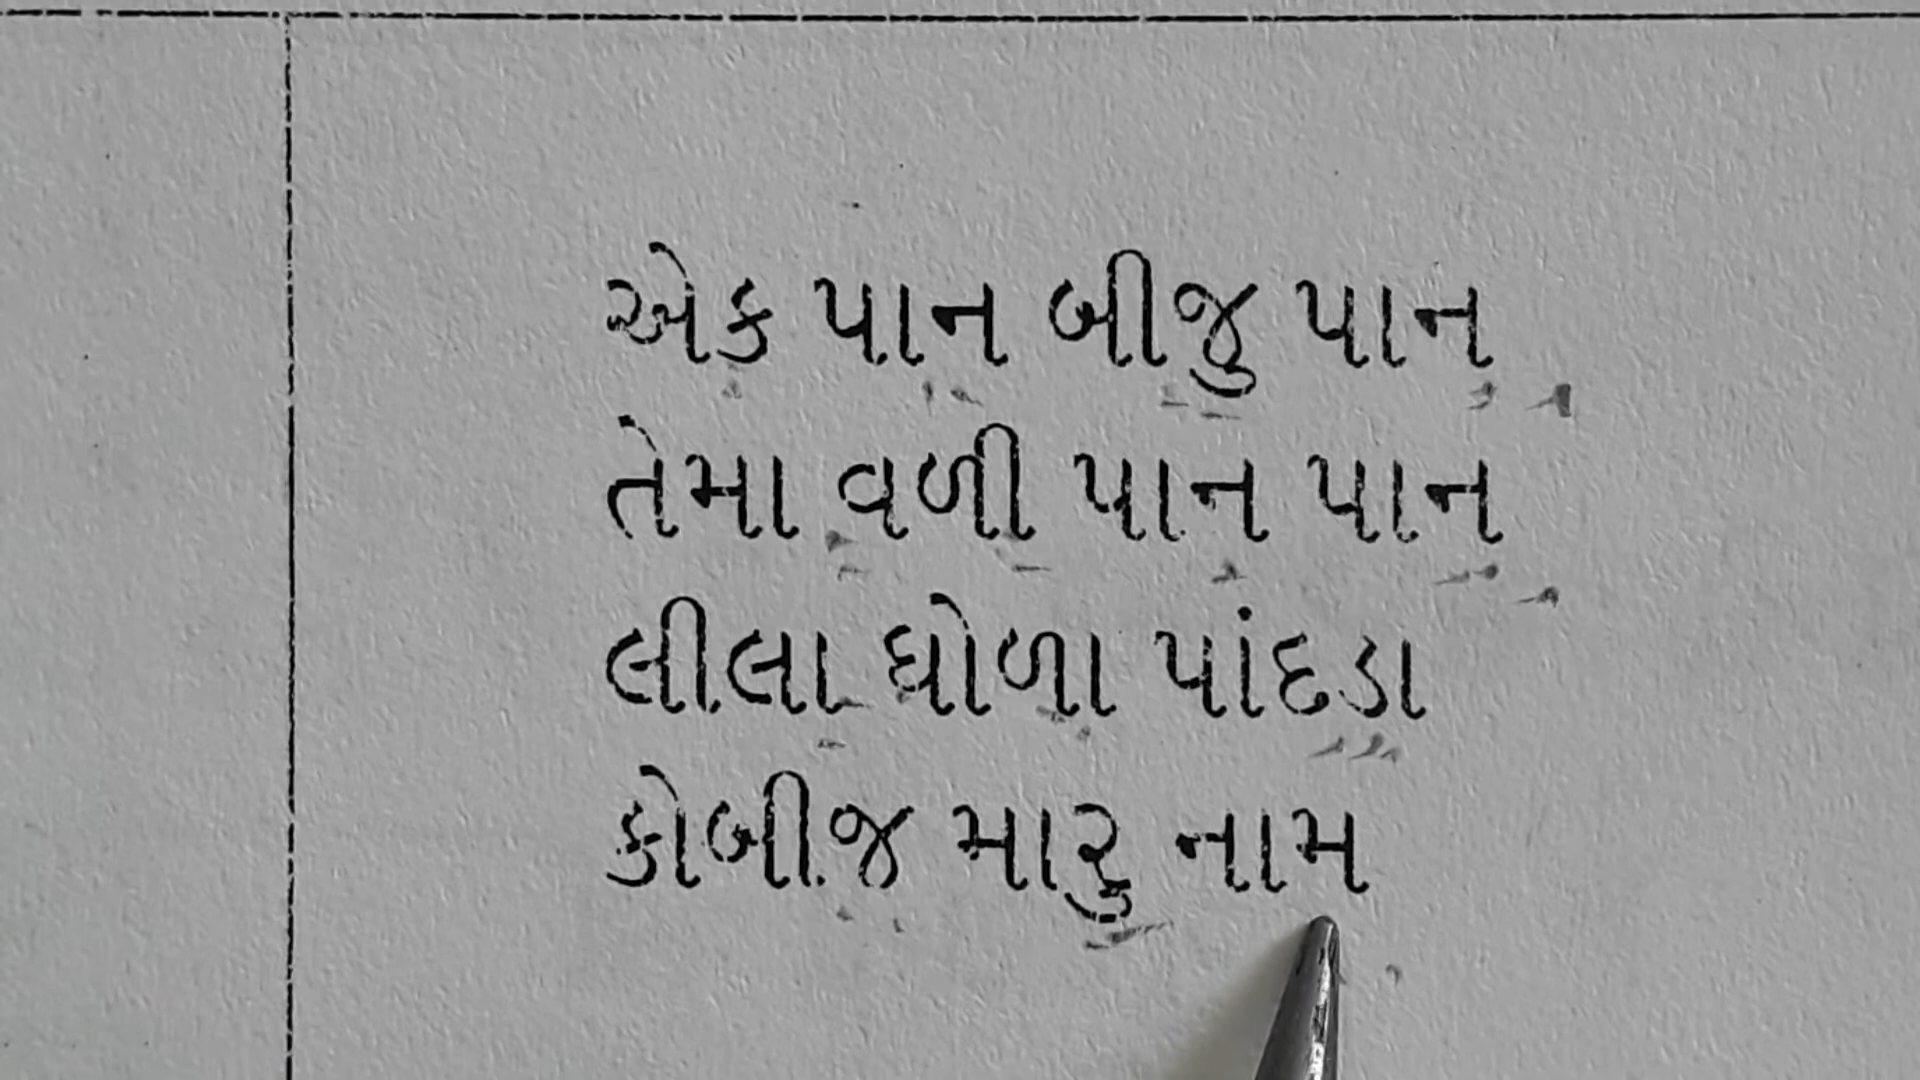 એક પાન બીજુ પાન
તેમા વળી પાન પાન
લીલા ધોળા પાંદડા
કોબીજ મારુ નામ